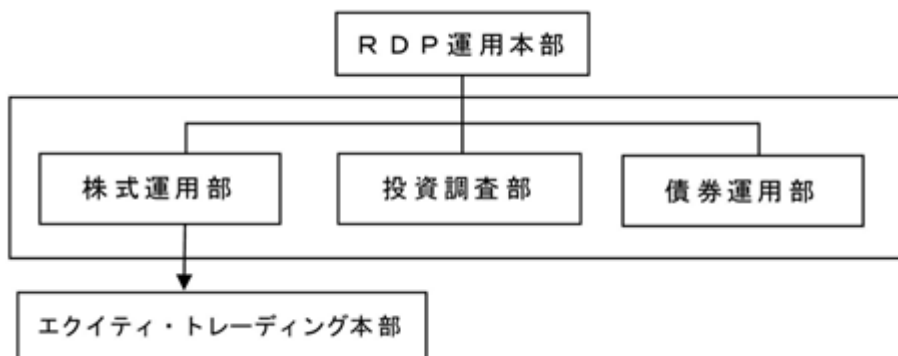 ＲＤＰ運用本部
株式運用部
投資調査部
債券運用部
エクイティ・トレーディング本部